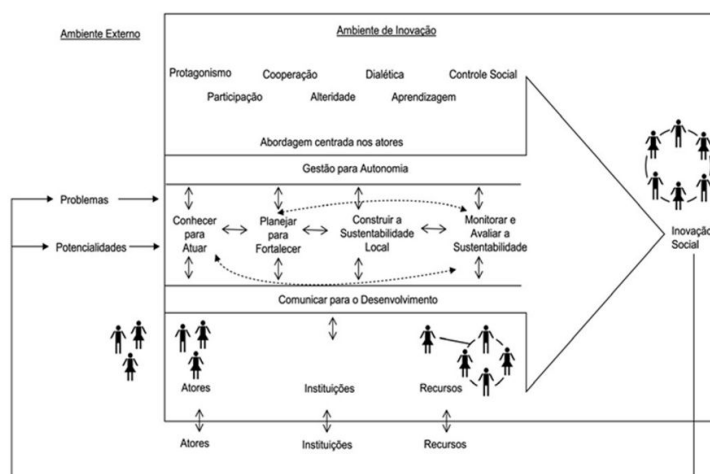 Ambiente Externo
Ambiente de Inovação
Protagonismo Cooperação Dialética Controle Social
Participação Alteridade Aprendizagem
Abordagem centrada nos atores
Gestão para Autonomia
Problemas
Potencialidades
Conhecer
para
Atuar
Planejar
para
Fortalecer
Construir a
Sustentabilidade
Local
Monitorar e
Avaliar a
Sustentabilidade
Inovação
Social
Comunicar para o Desenvolvimento
Atores Instituições Recursos
Atores Instituições Recursos